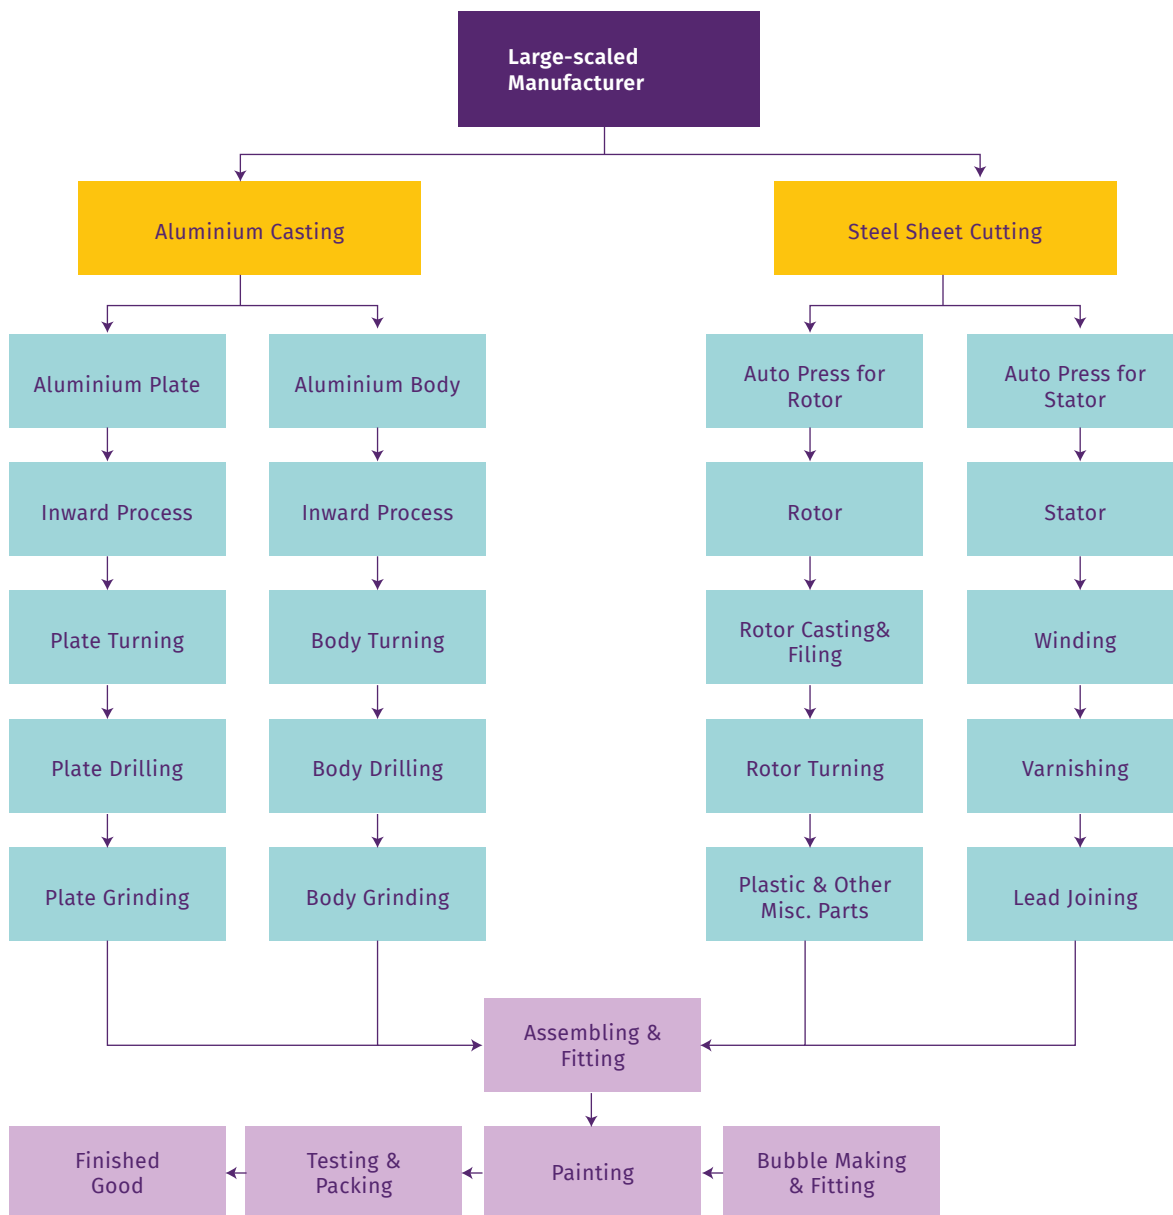 Large-scaled
Manufacturer
Aluminium Casting
Steel Sheet Cutting
Aluminium Plate
Aluminium Body
Auto Press for
Rotor
Auto Press for
Stator
Inward Process
Inward Process
Rotor
Stator
Plate Turning
Body Turning
Rotor Casting&
Filing
Winding
Plate Drilling
Body Drilling
Rotor Turning
Varnishing
Plate Grinding
Body Grinding
Plastic & Other
Misc. Parts
Lead Joining
Assembling &
Fitting
Finished
Good
Testing &
Packing
Painting
Bubble Making
& Fitting